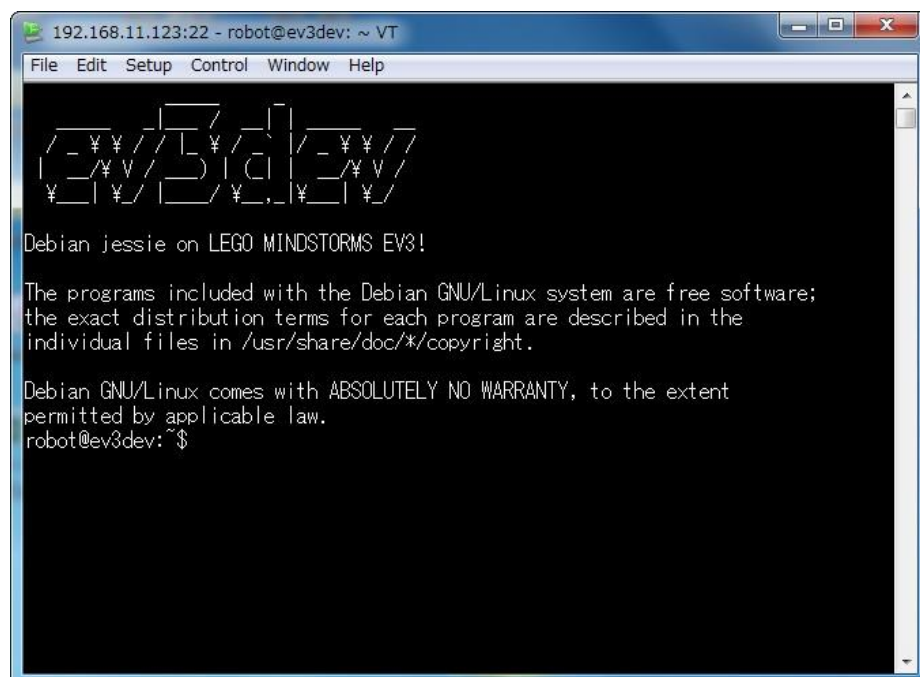 192.168.11.123:22 - robot@ev3dev: ~ VT
File Edit Setup Control Window Help
ev3dev
Debian jessie on LEGO MINDSTORMS EV3!
The programs included with the Debian GNU/Linux system are free software;
the exact distribution terms for each program are described in the
individual files in /usr/share/doc/*/copyright.
Debian GNU/Linux comes with ABSOLUTELY NO WARRANTY, to the extent
permitted by applicable law.
robot@ev3dev:~$